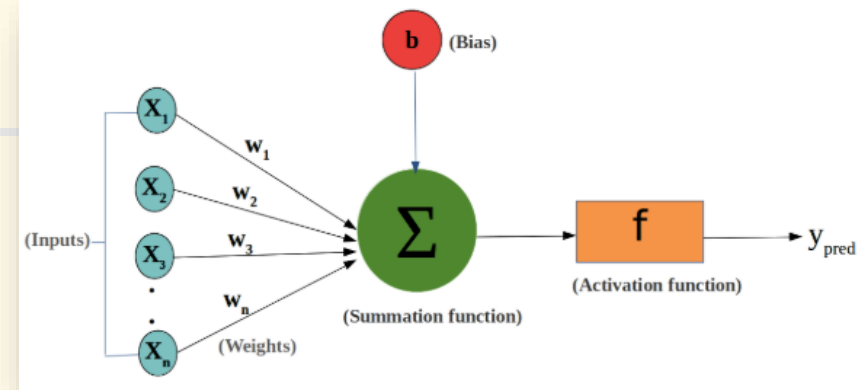 b (Bias)
X1
w1
X2
w2
(Inputs)
X3
w3
Σ
f
ypred
(Activation function)
wn
(Summation function)
Xn
(Weights)